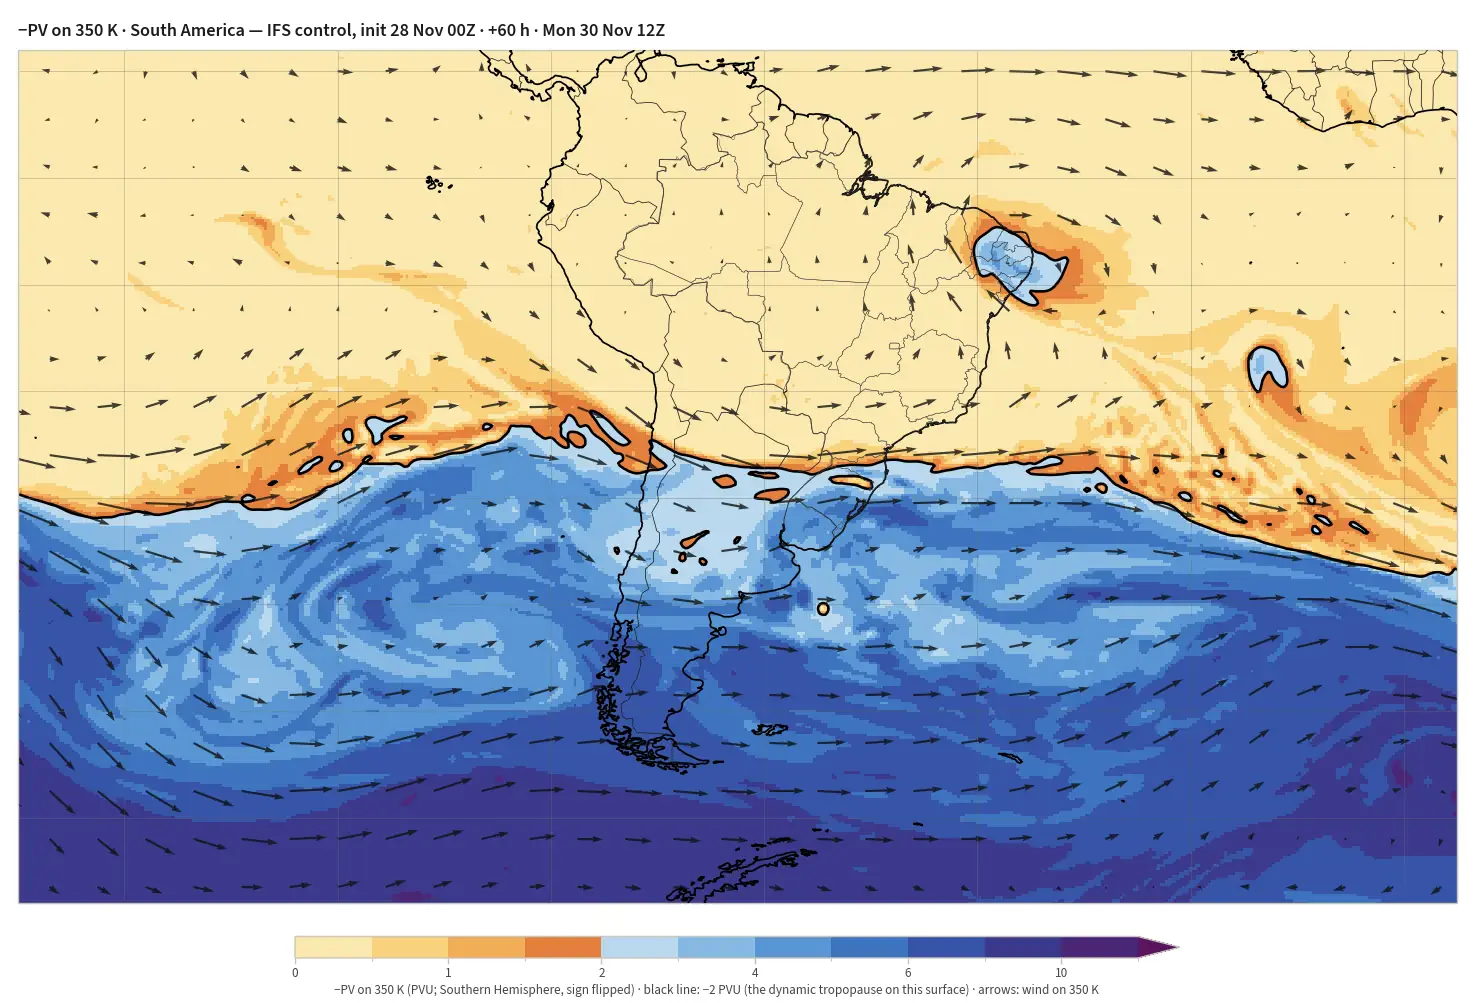 −PV on 350 K · South America — IFS control, init 28 Nov 00Z · +60 h · Mon 30 Nov 12Z
0 1 2 4 6 10
−PV on 350 K (PVU; Southern Hemisphere, sign flipped) · black line: −2 PVU (the dynamic tropopause on this surface) · arrows: wind on 350 K